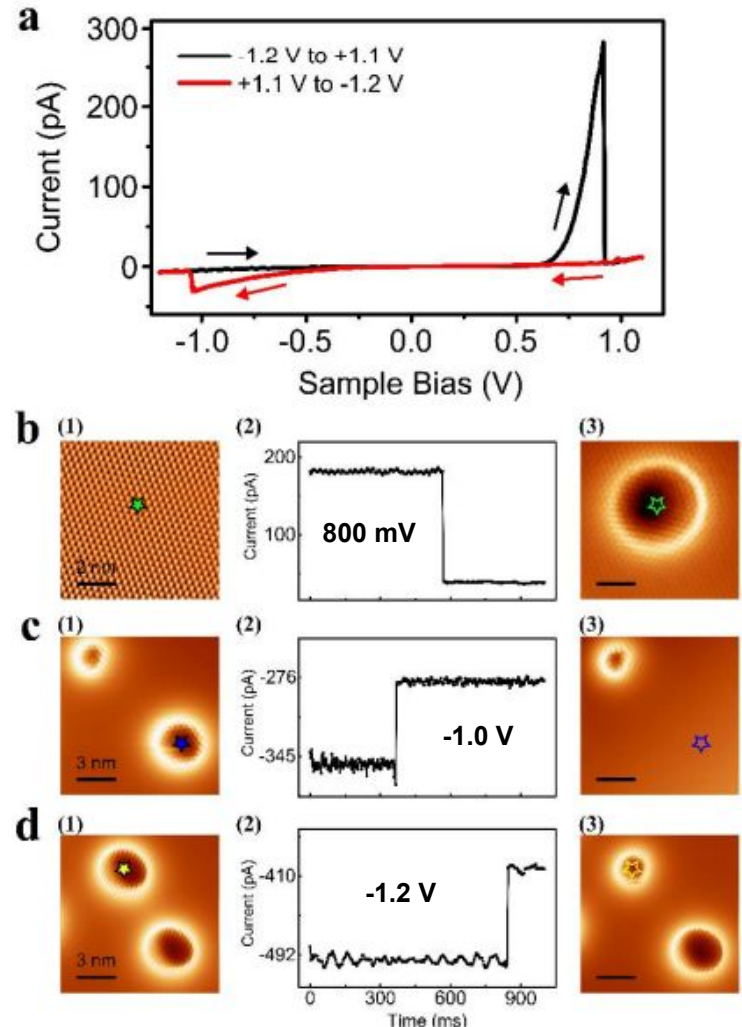 a
300
200
100
0
Current (pA)
-1.2 V to +1.1 V
+1.1 V to -1.2 V
-1.0 -0.5 0.0 0.5 1.0
Sample Bias (V)
b (1) (2) (3)
2 nm
200
100
Current (pA)
800 mV
c (1) (2) (3)
3 nm
-276
-345
Current (pA)
-1.0 V
d (1) (2) (3)
3 nm
-410
-492
Current (pA)
-1.2 V
0 300 600 900
Time (ms)